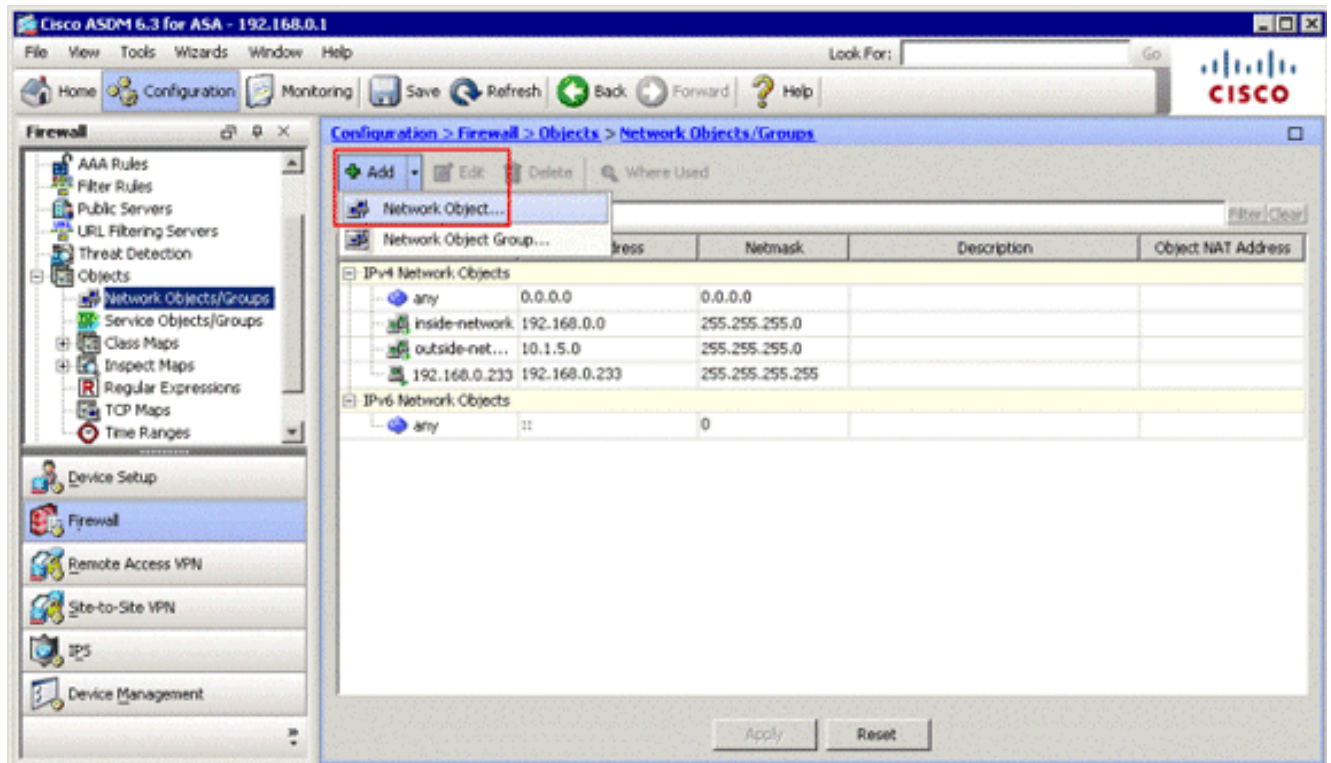 Cisco ASDM 6.3 for ASA - 192.168.0.1
File View Tools Wizards Window Help Look For: Go
Home Configuration Monitoring Save Refresh Back Forward Help
CISCO
Firewall
AAA Rules
Filter Rules
Public Servers
URL Filtering Servers
Threat Detection
Objects
Network Objects/Groups
Service Objects/Groups
Class Maps
Inspect Maps
Regular Expressions
TCP Maps
Time Ranges
Device Setup
Firewall
Remote Access VPN
Site-to-Site VPN
IPS
Device Management
Configuration > Firewall > Objects > Network Objects/Groups
Add Edit Delete Where Used
Network Object...
Filter Clear
Network Object Group...
dress Netmask Description Object NAT Address
IPv4 Network Objects
any 0.0.0.0 0.0.0.0
inside-network 192.168.0.0 255.255.255.0
outside-net... 10.1.5.0 255.255.255.0
192.168.0.233 192.168.0.233 255.255.255.255
IPv6 Network Objects
any :: 0
Apply Reset